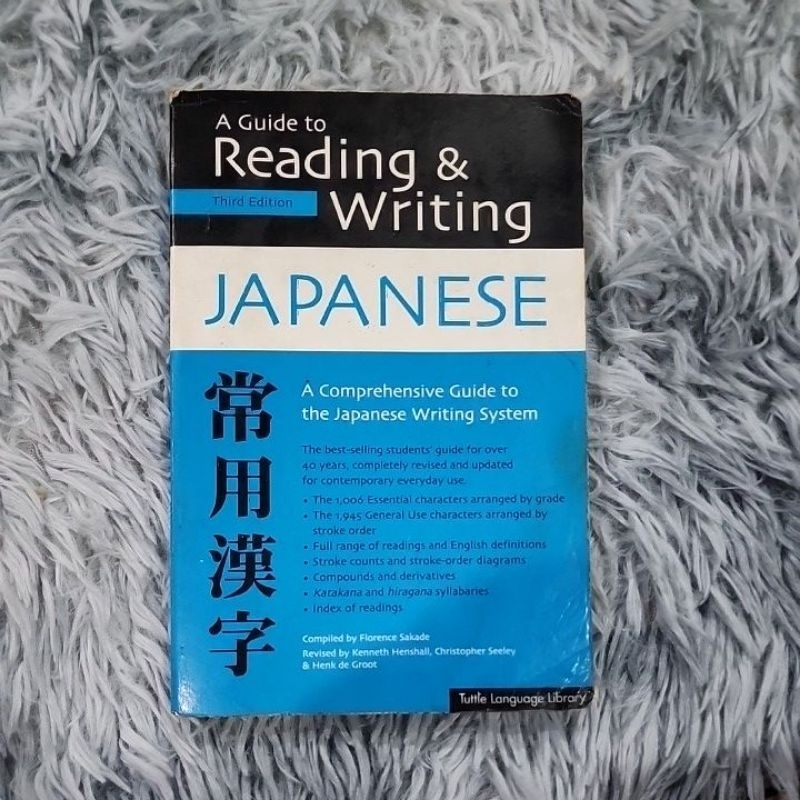 A Guide to
Reading &
Third Edition
Writing
JAPANESE
常用漢字
A Comprehensive Guide to
the Japanese Writing System
The best-selling students' guide for over
40 years, completely revised and updated
for contemporary everyday use.
• The 1,006 Essential characters arranged by grade
• The 1,945 General Use characters arranged by
stroke order
• Full range of readings and English definitions
• Stroke counts and stroke-order diagrams
• Compounds and derivatives
• Katakana and hiragana syllabaries
• Index of readings
Compiled by Florence Sakade
Revised by Kenneth Henshall, Christopher Seeley
& Henk de Groot
Tuttle Language Library